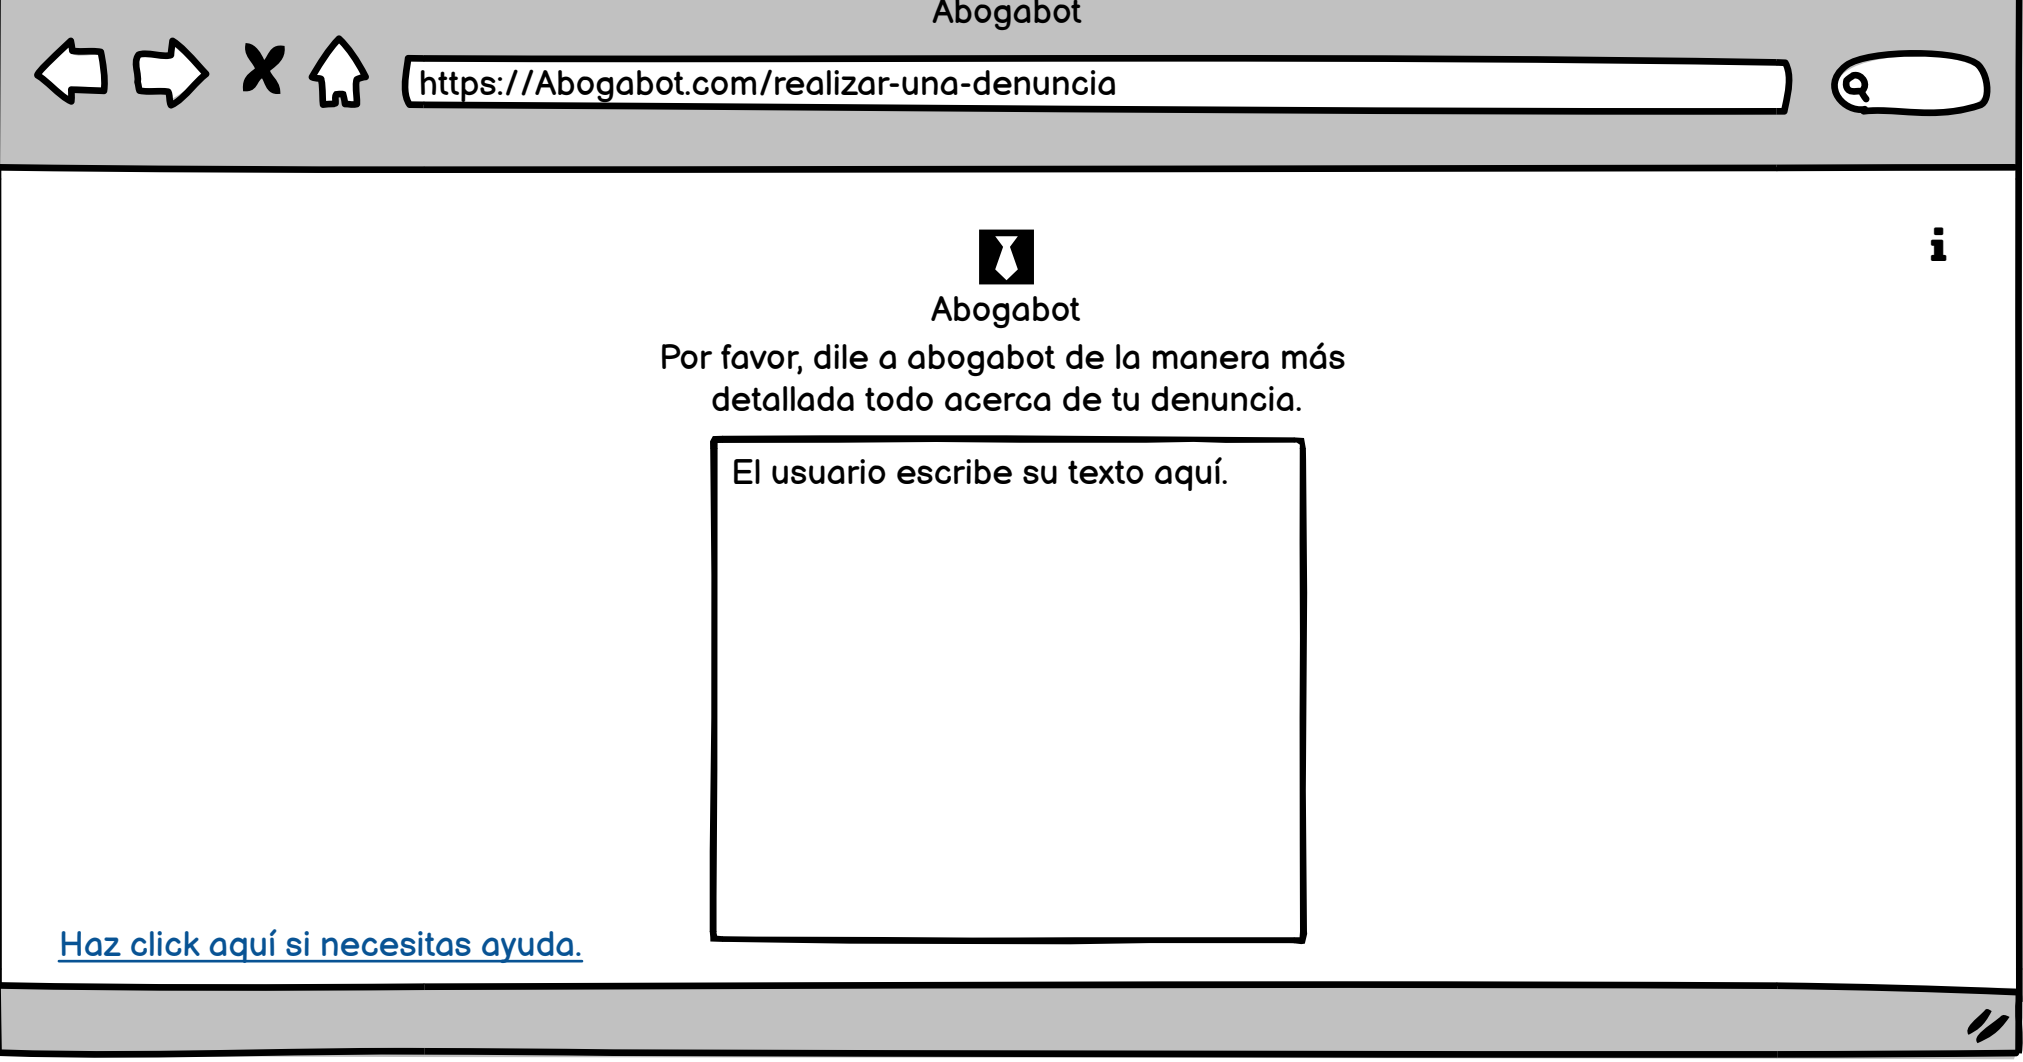 Abogabot
https://Abogabot.com/realizar-una-denuncia
Abogabot
Por favor, dile a abogabot de la manera más
detallada todo acerca de tu denuncia.
El usuario escribe su texto aquí.
Haz click aquí si necesitas ayuda.